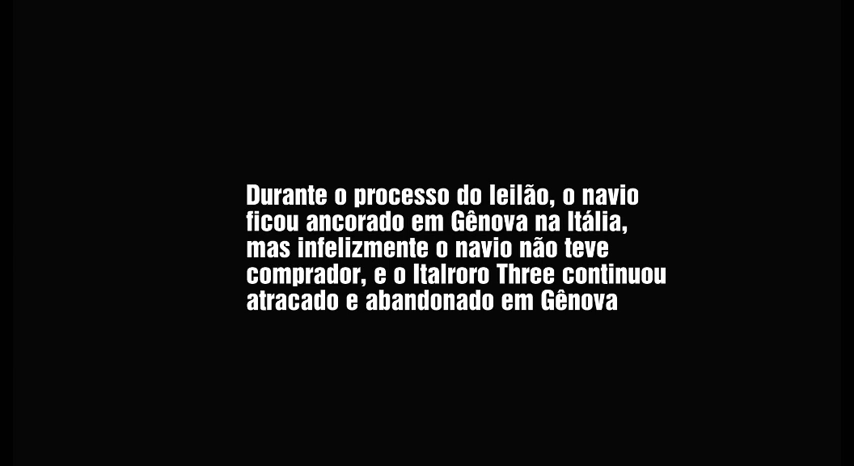 Durante o processo do leilão, o navio
ficou ancorado em Gênova na Itália,
mas infelizmente o navio não teve
comprador, e o Italroro Three continuou
atracado e abandonado em Gênova